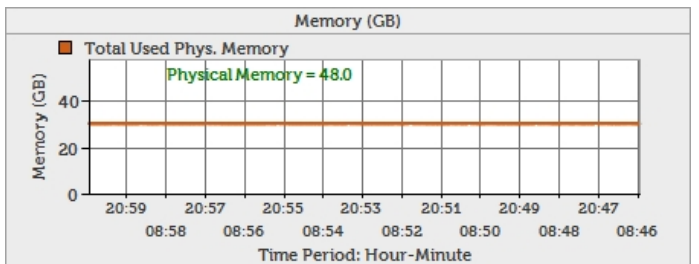 Memory (GB)
Total Used Phys. Memory
Physical Memory = 48.0
Memory (GB)
40
20
0
20:59 20:57 20:55 20:53 20:51 20:49 20:47
08:58 08:56 08:54 08:52 08:50 08:48 08:46
Time Period: Hour-Minute